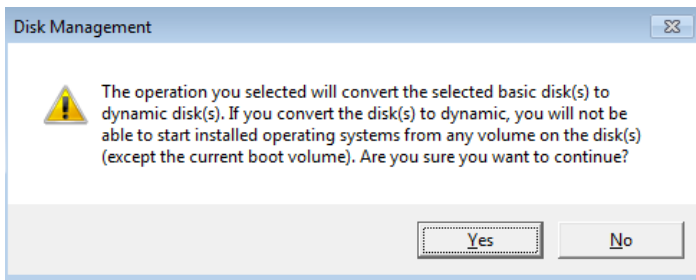 Disk Management
The operation you selected will convert the selected basic disk(s) to
dynamic disk(s). If you convert the disk(s) to dynamic, you will not be
able to start installed operating systems from any volume on the disk(s)
(except the current boot volume). Are you sure you want to continue?
Yes
No